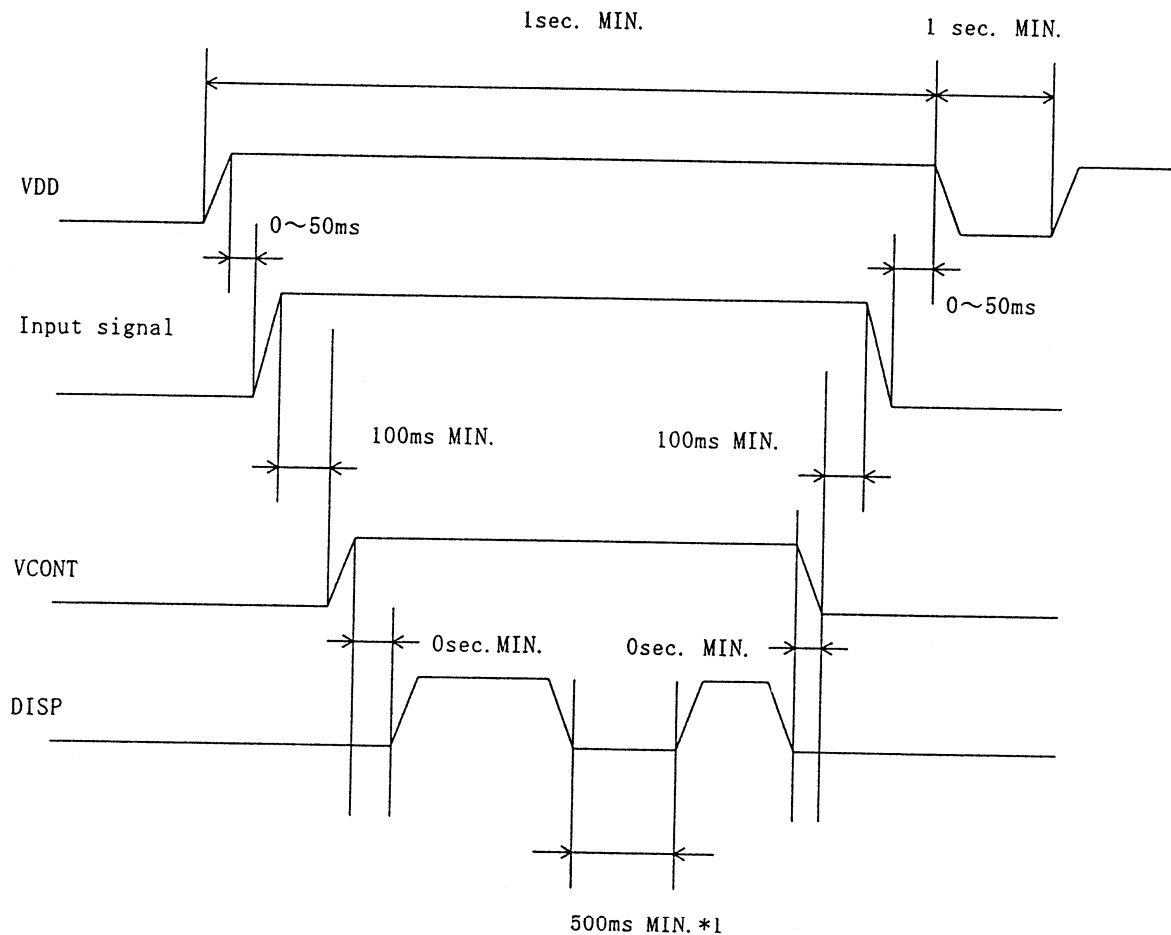 1sec. MIN.
1 sec. MIN.
VDD
0～50ms
0～50ms
Input signal
100ms MIN.
100ms MIN.
VCONT
0sec. MIN.
0sec. MIN.
DISP
500ms MIN. *1